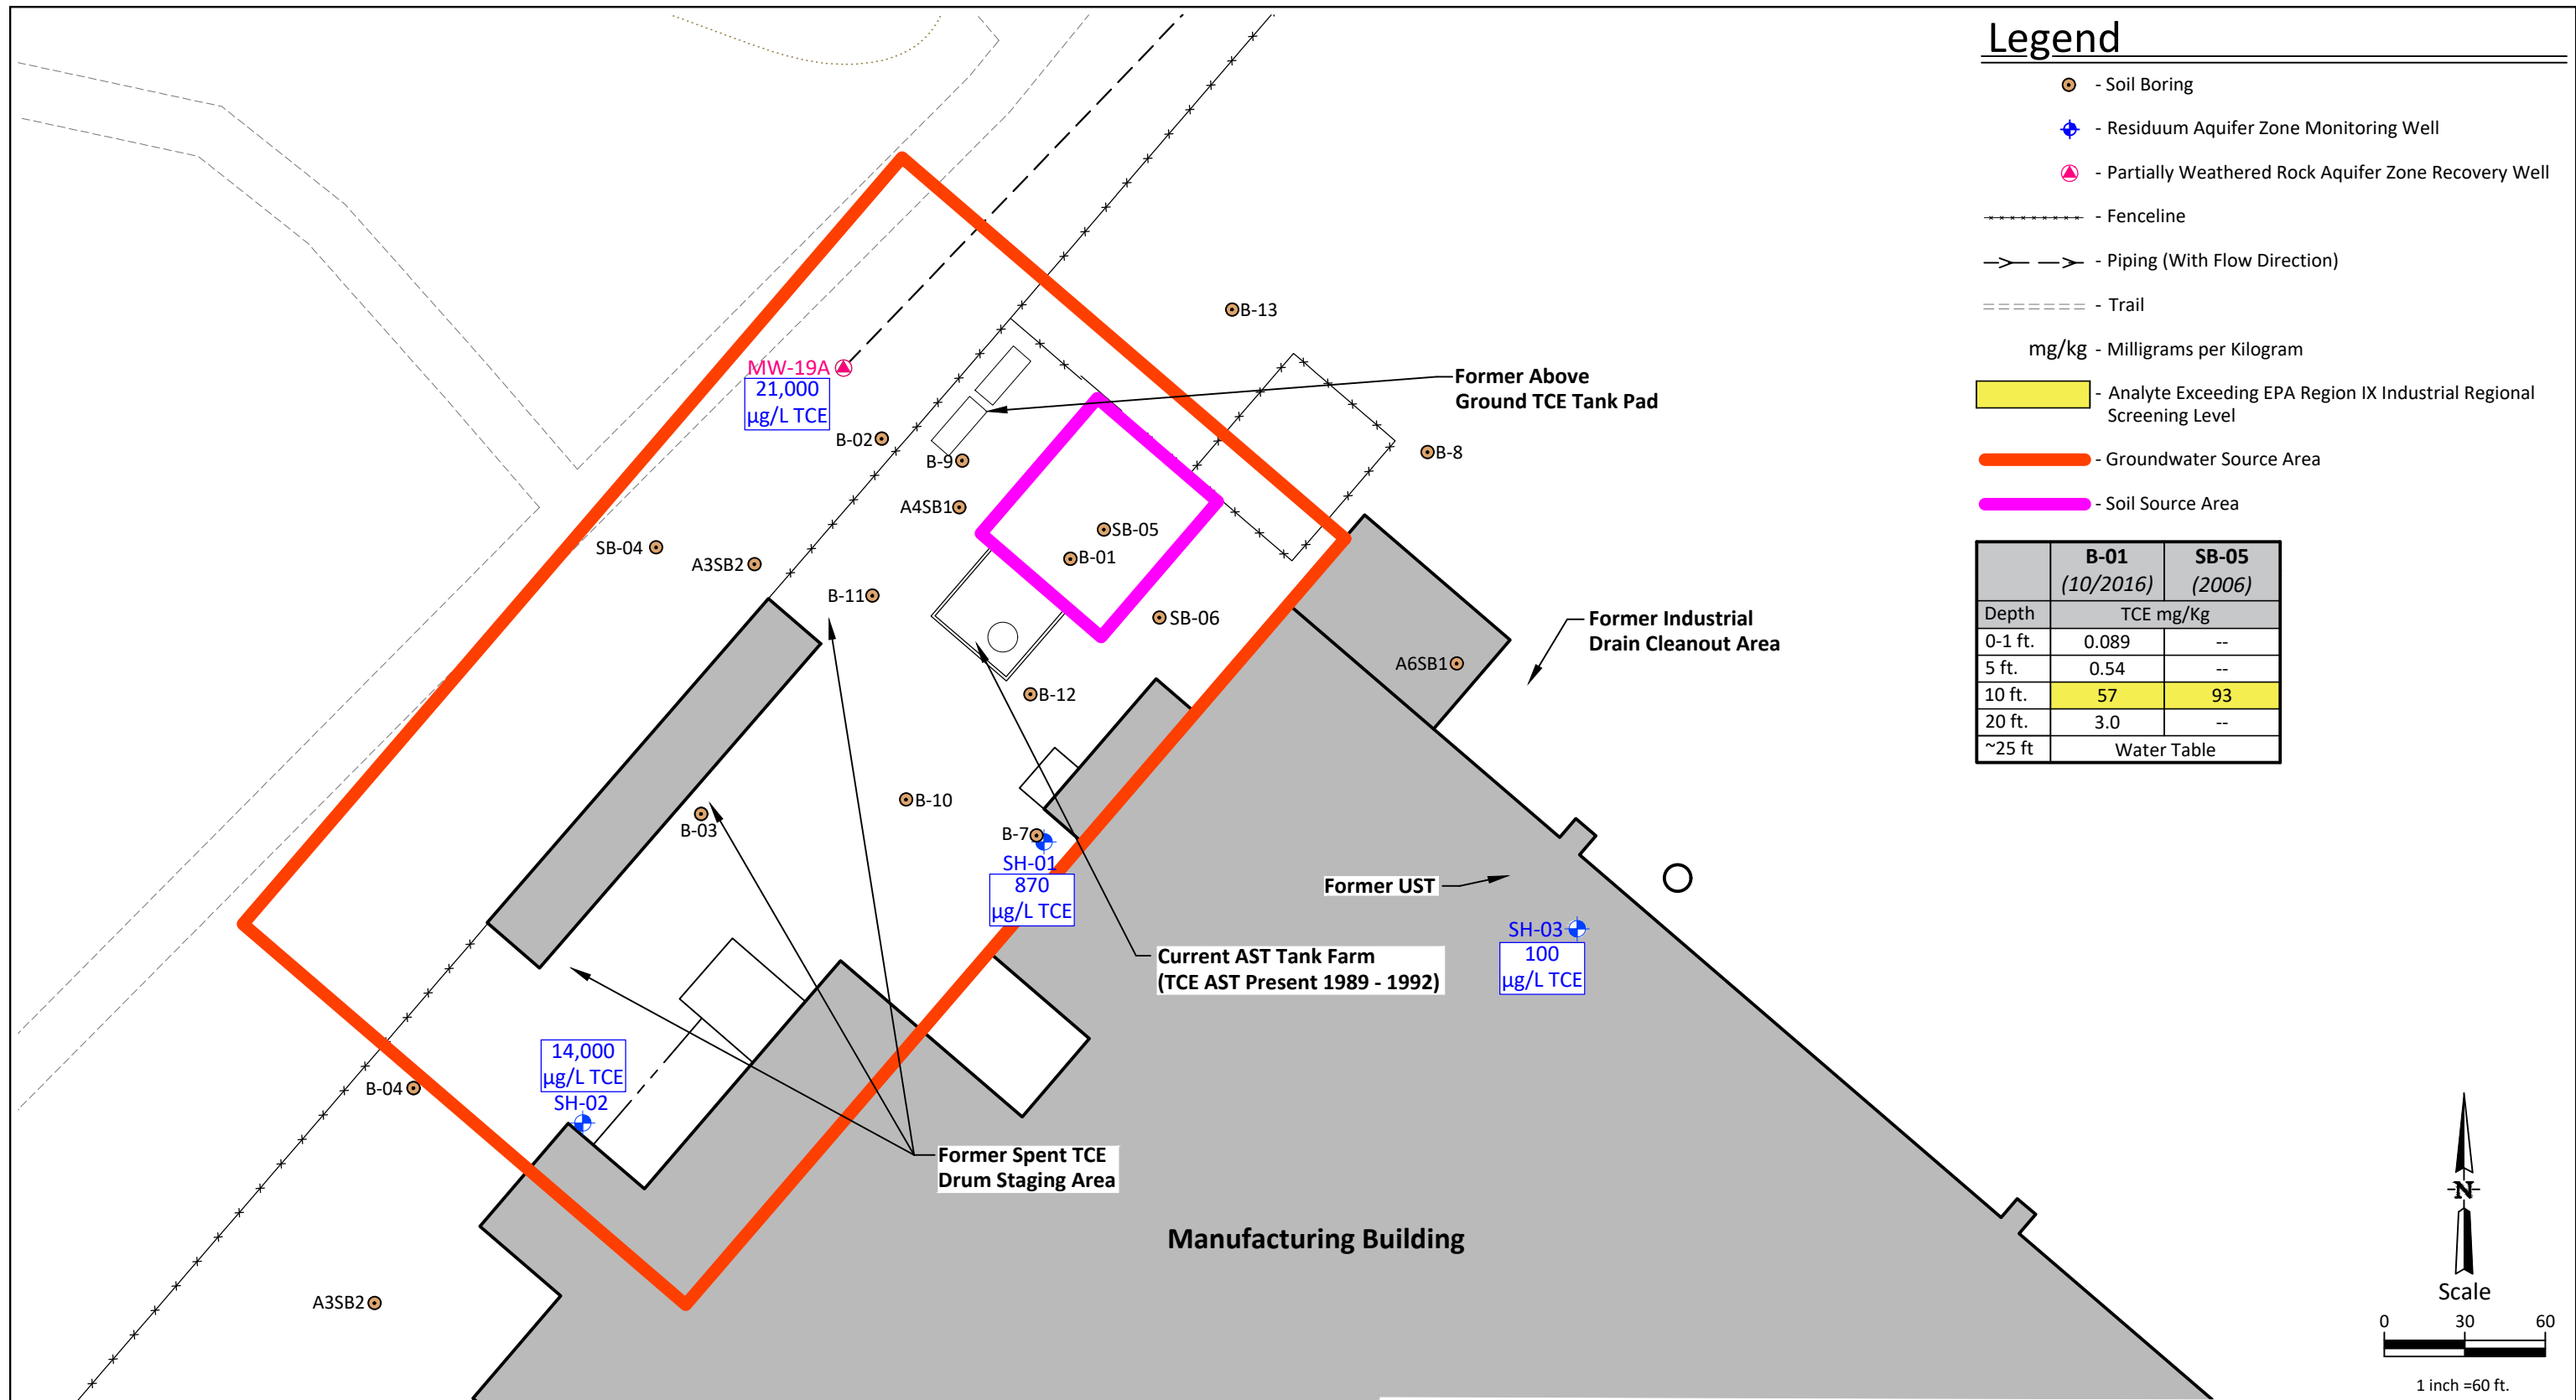 Legend
- Soil Boring
- Residuum Aquifer Zone Monitoring Well
- Partially Weathered Rock Aquifer Zone Recovery Well
- Fenceline
- Piping (With Flow Direction)
- Trail
mg/kg - Milligrams per Kilogram
- Analyte Exceeding EPA Region IX Industrial Regional
Screening Level
- Groundwater Source Area
- Soil Source Area
B-01 SB-05
(10/2016) (2006)
Depth TCE mg/Kg
0-1 ft. 0.089 --
5 ft. 0.54 --
10 ft. 57 93
20 ft. 3.0 --
~25 ft Water Table
B-13
MW-19A
21,000
µg/L TCE
Former Above
Ground TCE Tank Pad
B-02
B-9
B-8
A4SB1
SB-05
SB-04
A3SB2
B-01
B-11
SB-06
Former Industrial
Drain Cleanout Area
A6SB1
B-12
B-10
B-03
B-7
SH-01
870
µg/L TCE
Former UST
SH-03
100
µg/L TCE
Current AST Tank Farm
(TCE AST Present 1989 - 1992)
14,000
µg/L TCE
SH-02
B-04
Former Spent TCE
Drum Staging Area
Manufacturing Building
A3SB2
N
Scale
0 30 60
1 inch =60 ft.